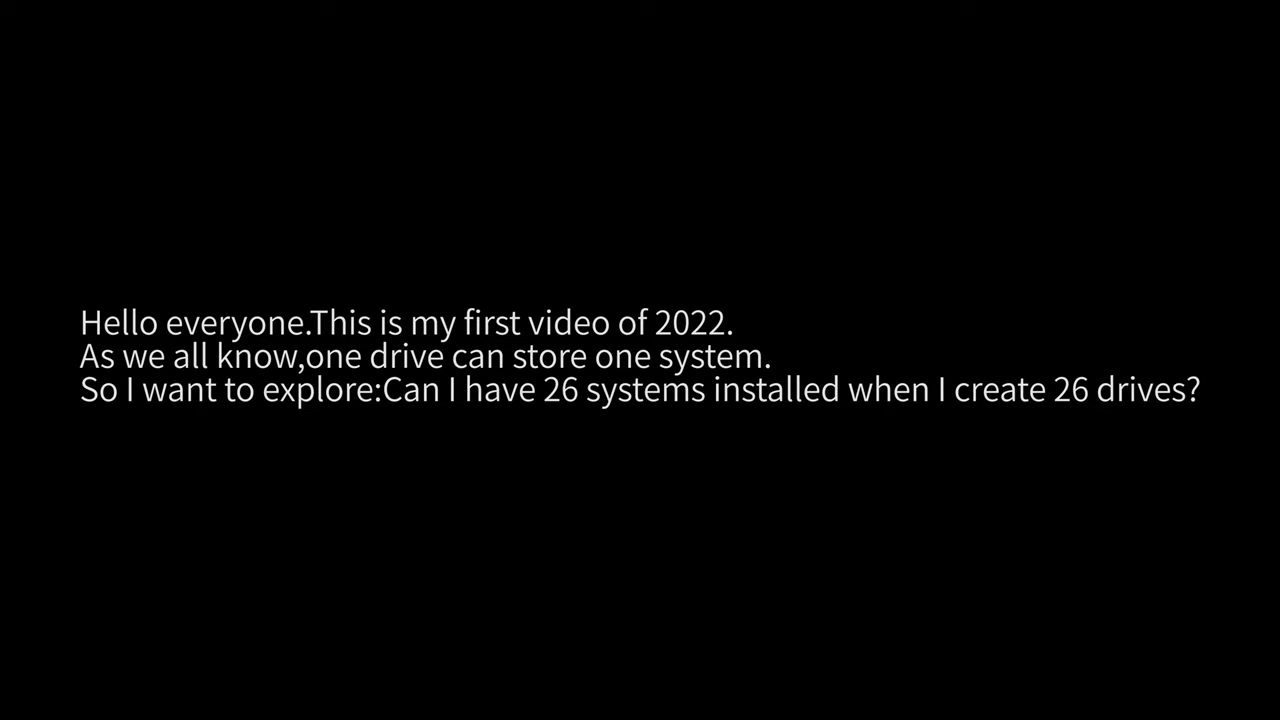 Hello everyone.This is my first video of 2022.
As we all know,one drive can store one system.
So I want to explore:Can I have 26 systems installed when I create 26 drives?